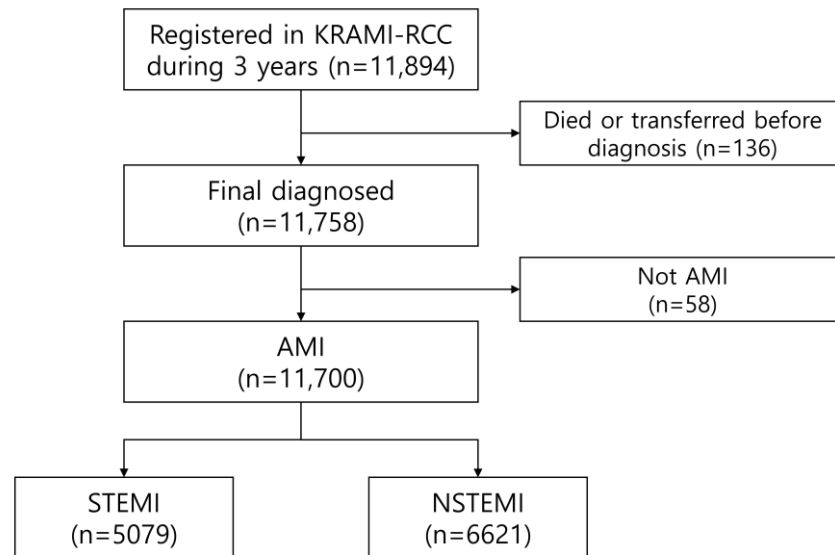 Registered in KRAMI-RCC
during 3 years (n=11,894)
Died or transferred before
diagnosis (n=136)
Final diagnosed
(n=11,758)
Not AMI
(n=58)
AMI
(n=11,700)
STEMI
(n=5079)
NSTEMI
(n=6621)